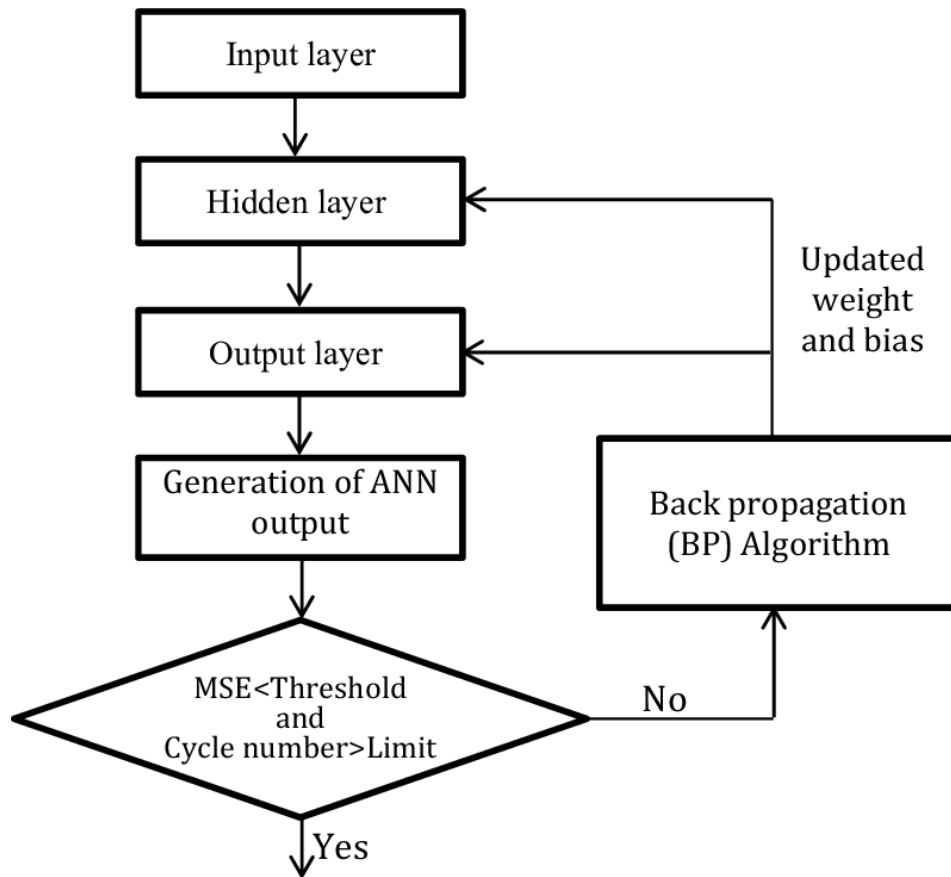 Input layer
Hidden layer
Updated
weight
and bias
Output layer
Generation of ANN
output
Back propagation
(BP) Algorithm
MSE<Threshold
and
Cycle number>Limit
No
Yes